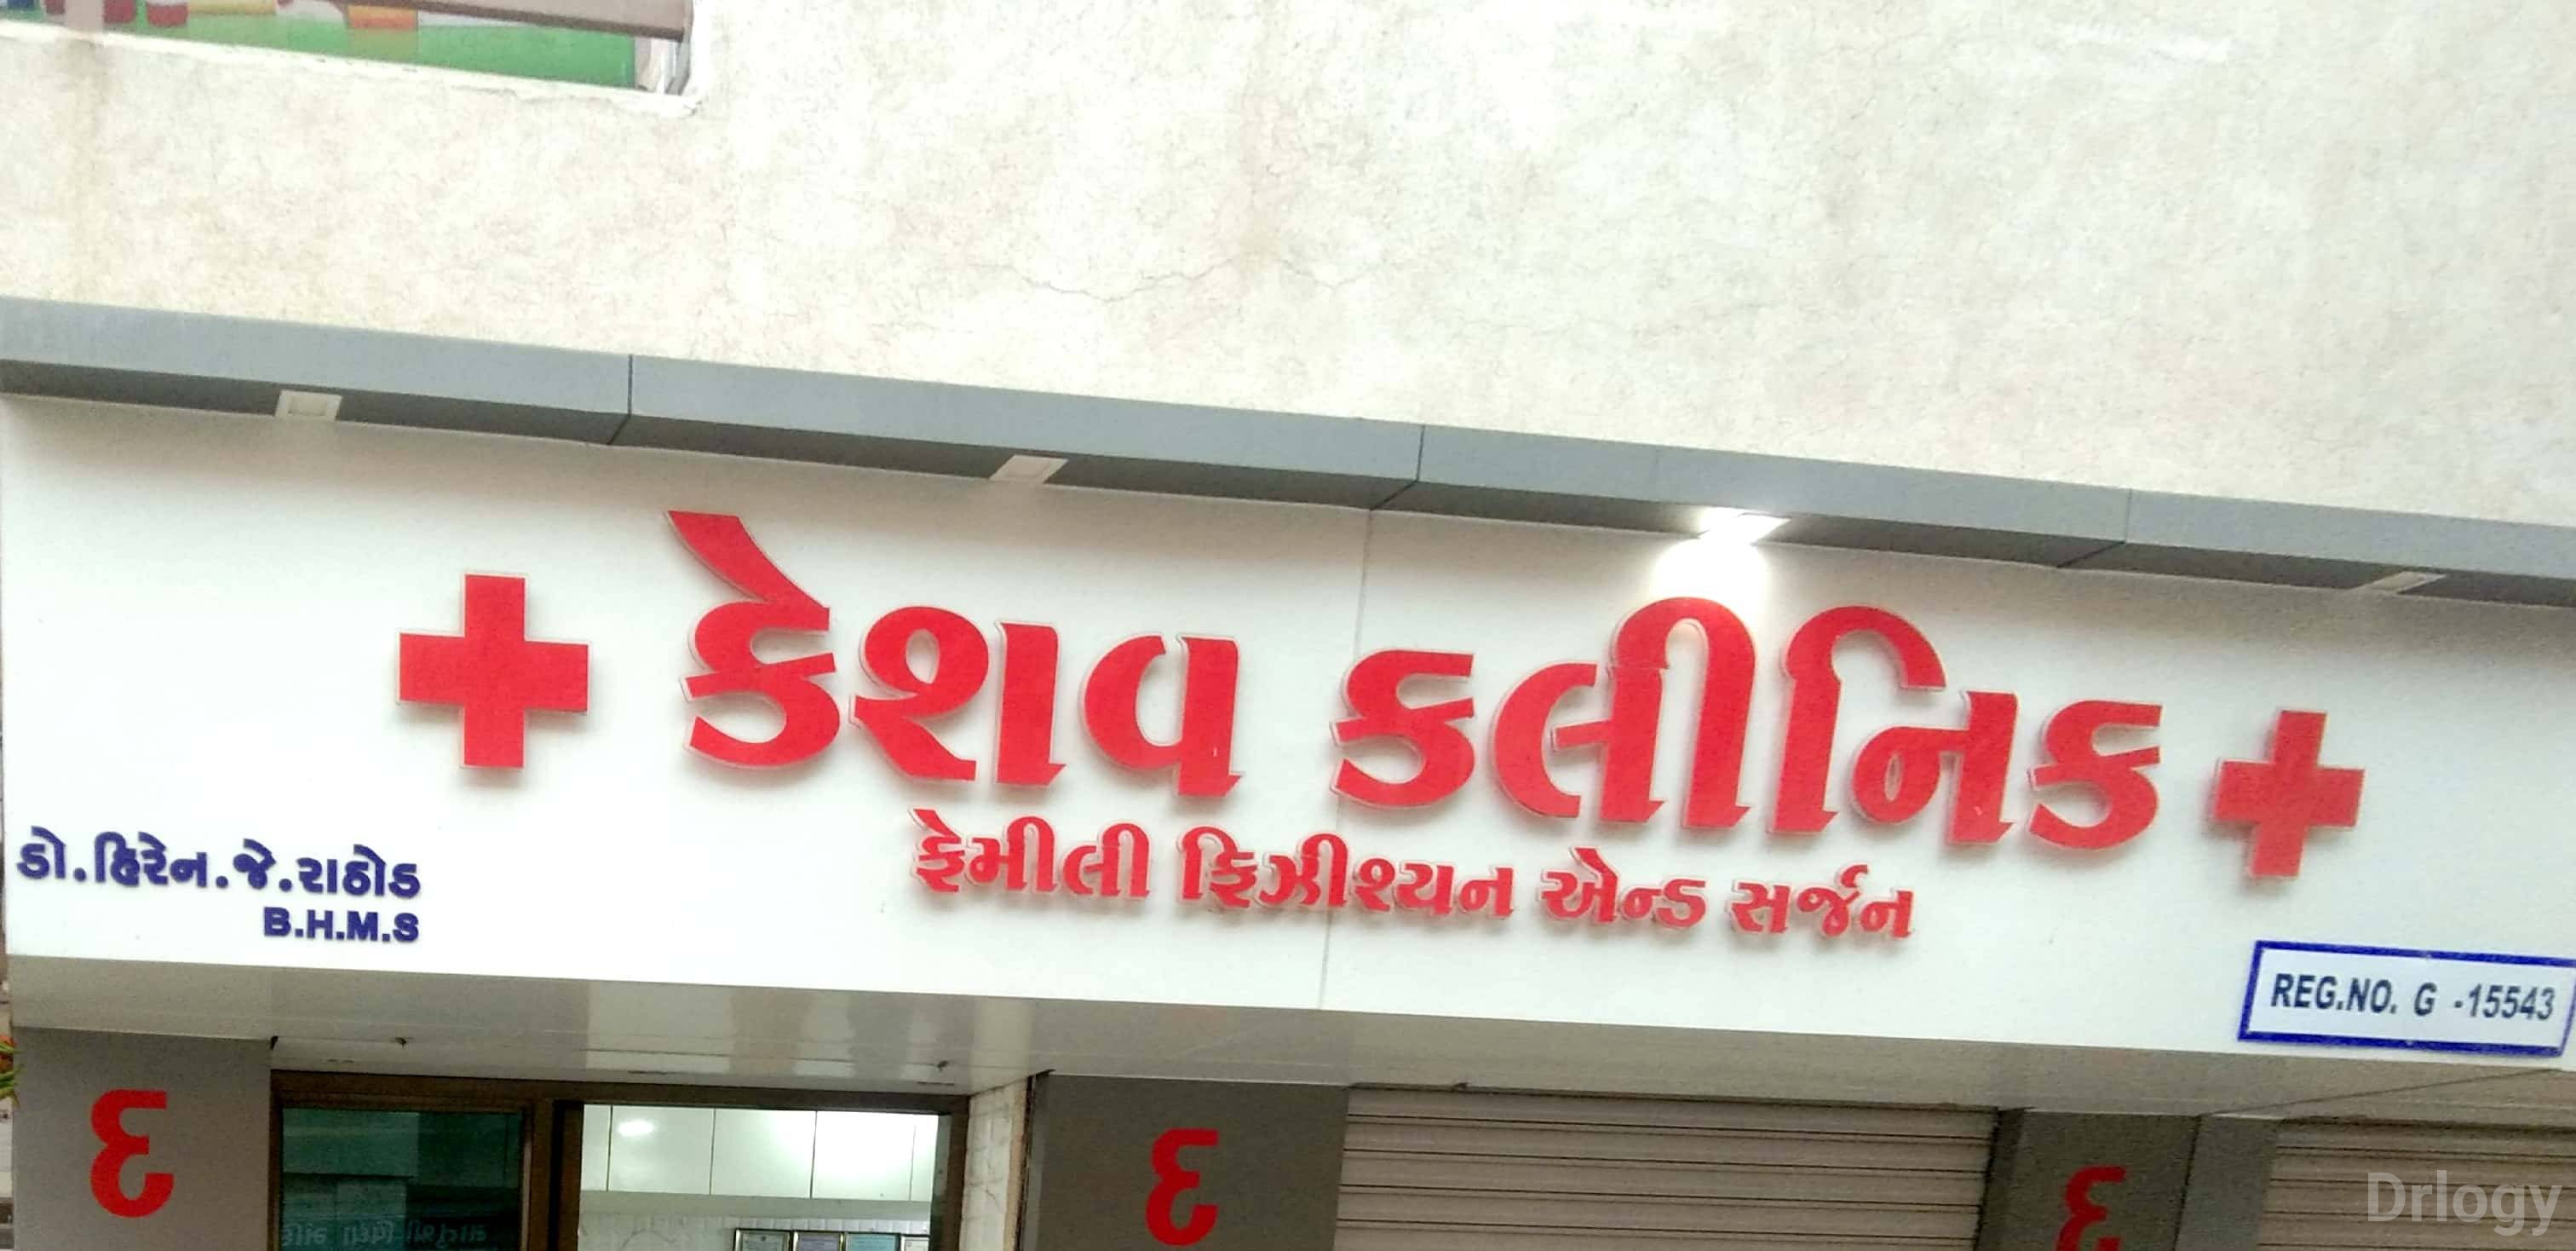 કેશવ કલીનિક
ફેમીલી ફિઝીશ્યન એન્ડ સર્જન
ડો.હિરેન.જે.રાઠોડ
B.H.M.S
REG.NO. G -15543
દ
દ
દ
Drlogy